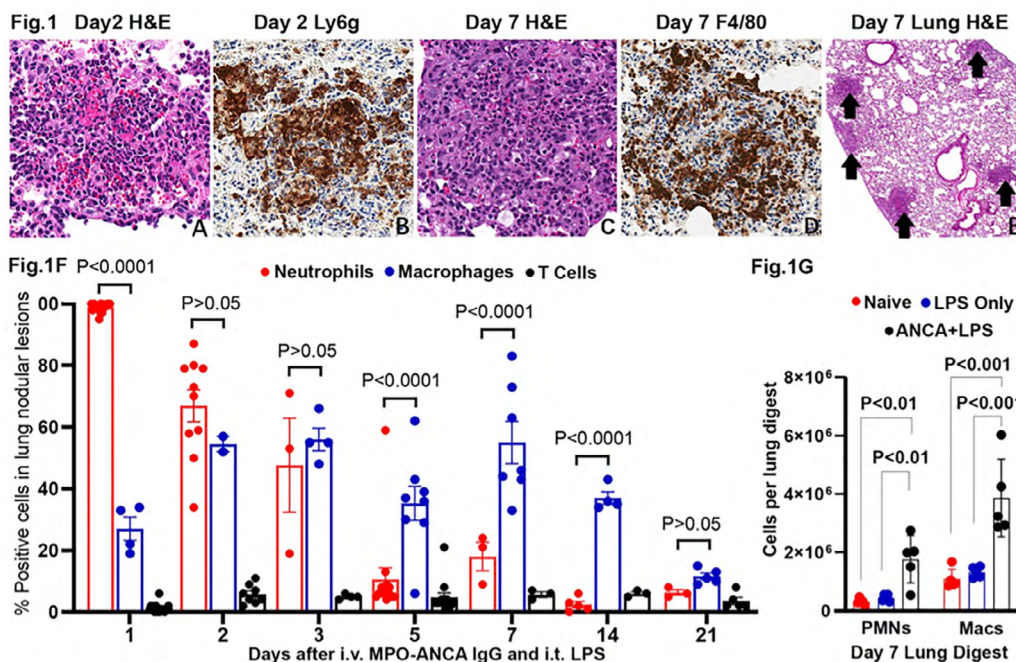 Fig.1 Day2 H&E Day 2 Ly6g Day 7 H&E Day 7 F4/80 Day 7 Lung H&E
A B C D E
Fig.1F
Neutrophils Macrophages T Cells
P<0.0001
P>0.05
P>0.05
P<0.0001
P<0.0001
P<0.0001
P>0.05
% Positive cells in lung nodular lesions
00
80
60
40
20
0
1 2 3 5 7 14 21
Days after i.v. MPO-ANCA IgG and i.t. LPS
Fig.1G
Naive LPS Only
ANCA+LPS
P<0.001
P<0.01 P<0.001
P<0.01
Cells per lung digest
8×10⁶
6×10⁶
4×10⁶
2×10⁶
0
PMNs Macs
Day 7 Lung Digest